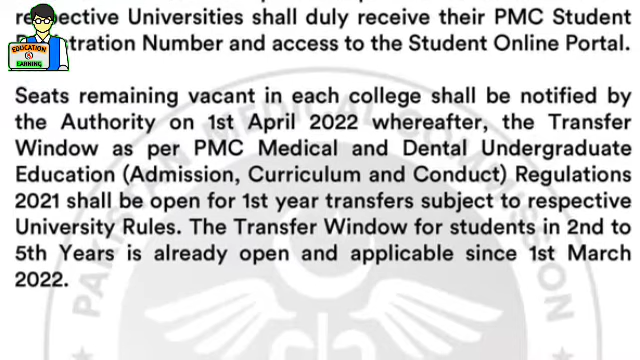 respective Universities shall duly receive their PMC Student
Registration Number and access to the Student Online Portal.
EDUCATION
&
EARNING
Seats remaining vacant in each college shall be notified by
the Authority on 1st April 2022 whereafter, the Transfer
Window as per PMC Medical and Dental Undergraduate
Education (Admission, Curriculum and Conduct) Regulations
2021 shall be open for 1st year transfers subject to respective
University Rules. The Transfer Window for students in 2nd to
5th Years is already open and applicable since 1st March
2022.
PAKISTAN MEDICAL COMMISSION